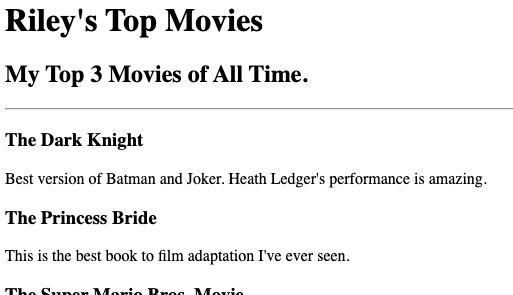 Riley's Top Movies
My Top 3 Movies of All Time.
The Dark Knight
Best version of Batman and Joker. Heath Ledger's performance is amazing.
The Princess Bride
This is the best book to film adaptation I've ever seen.
The Super Mario Bros. Movie